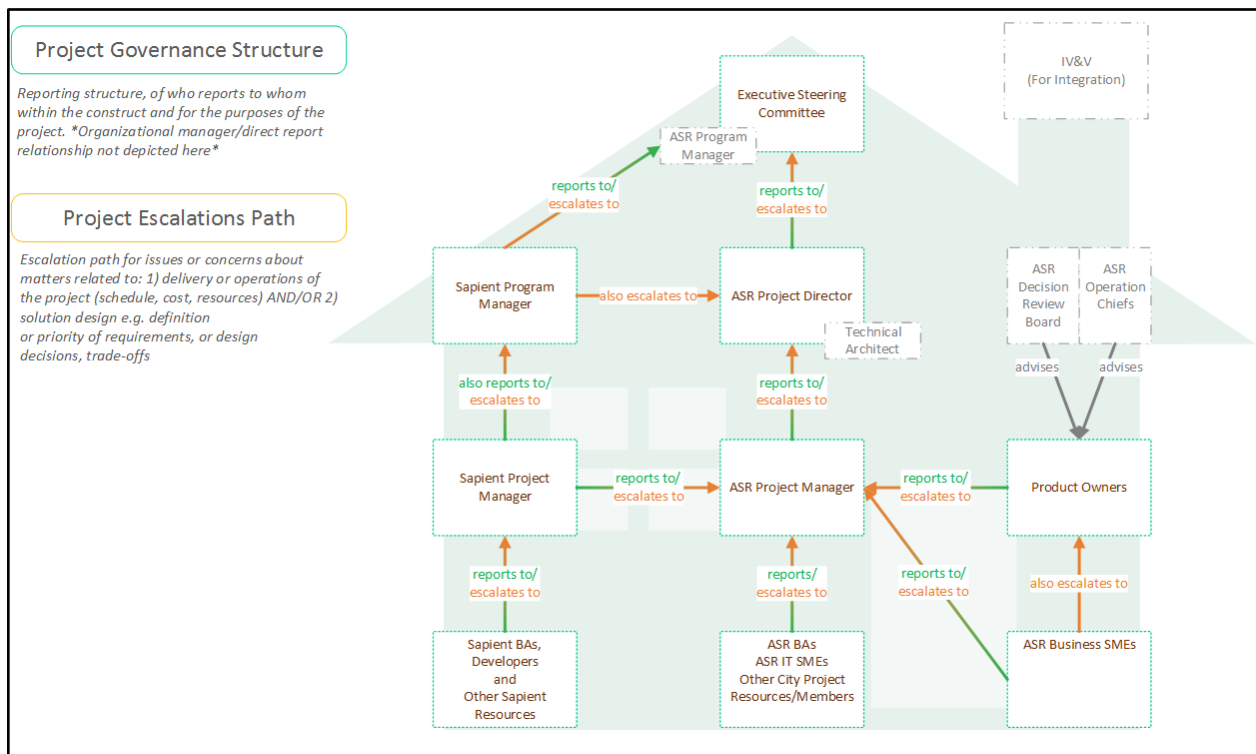 Project Governance Structure
Reporting structure, of who reports to whom
within the construct and for the purposes of the
project. *Organizational manager/direct report
relationship not depicted here*
Project Escalations Path
Escalation path for issues or concerns about
matters related to: 1) delivery or operations of
the project (schedule, cost, resources) AND/OR 2)
solution design e.g. definition
or priority of requirements, or design
decisions, trade-offs
IV&V
(For Integration)
Executive Steering
Committee
ASR Program
Manager
reports to/
escalates to
reports to/
escalates to
Sapient Program
Manager
also escalates to
ASR Project Director
Technical
Architect
ASR
Decision
Review
Board
ASR
Operation
Chiefs
advises
advises
also reports to/
escalates to
reports to/
escalates to
Sapient Project
Manager
reports to/
escalates to
ASR Project Manager
reports to/
escalates to
Product Owners
reports to/
escalates to
reports/
escalates to
reports to/
escalates to
also escalates to
Sapient BAs,
Developers
and
Other Sapient
Resources
ASR BAs
ASR IT SMEs
Other City Project
Resources/Members
ASR Business SMEs